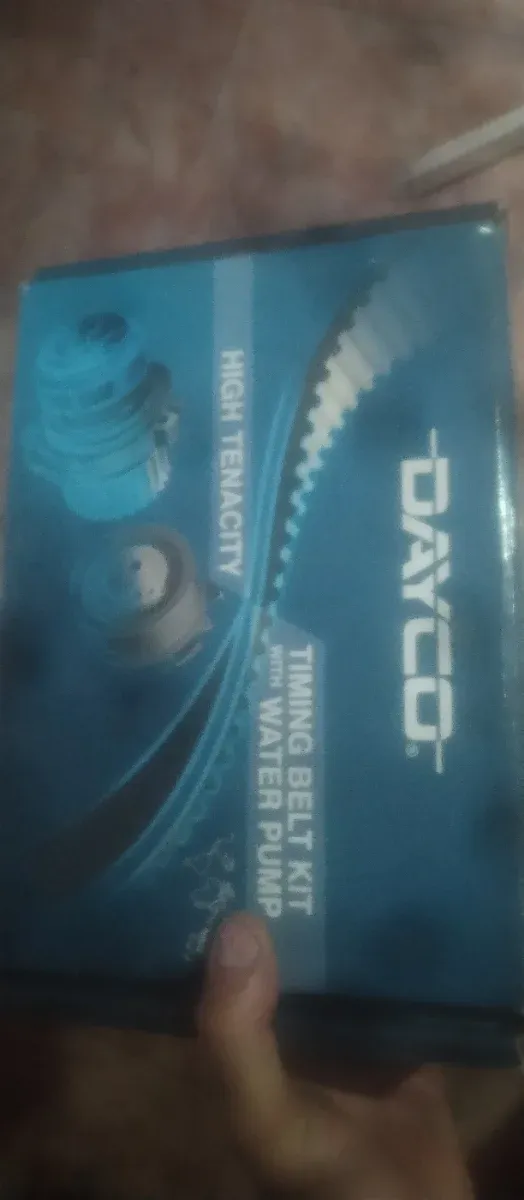 DAYCO®
TIMING BELT KIT
WITH WATER PUMP
HIGH TENACITY